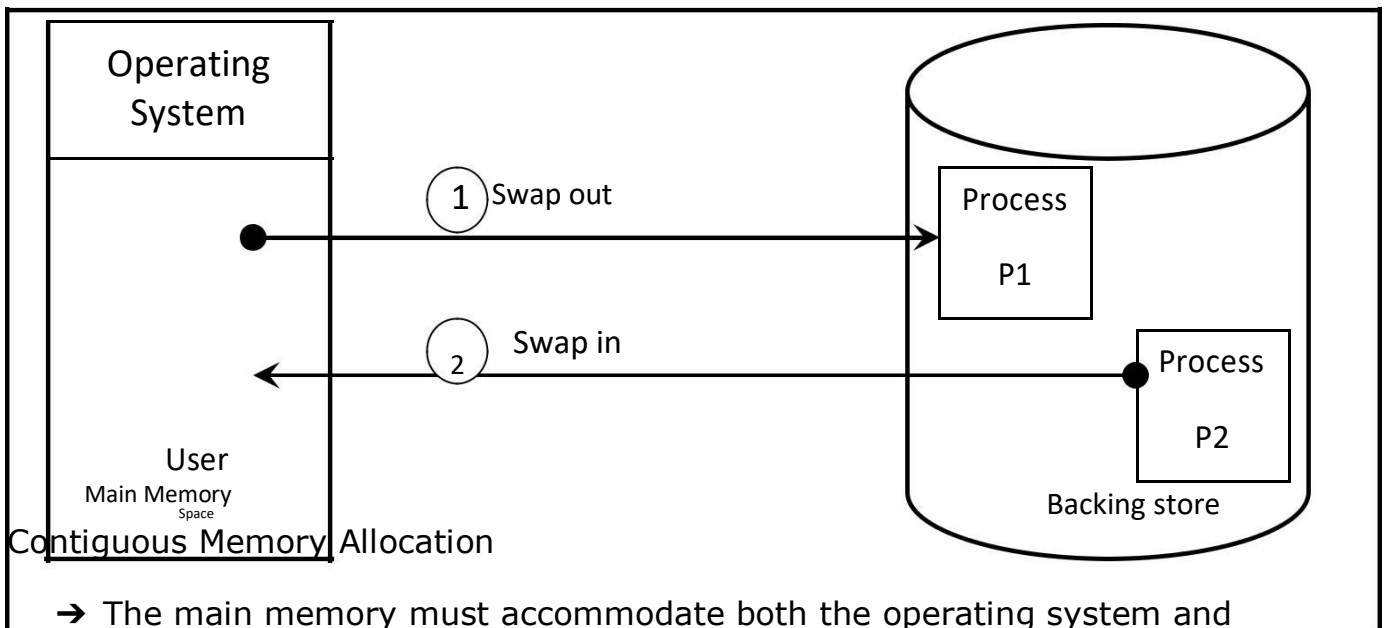 Operating
System
1 Swap out
Process
P1
2 Swap in
Process
P2
User
Main Memory
Space
Backing store
Contiguous Memory Allocation
➔ The main memory must accommodate both the operating system and